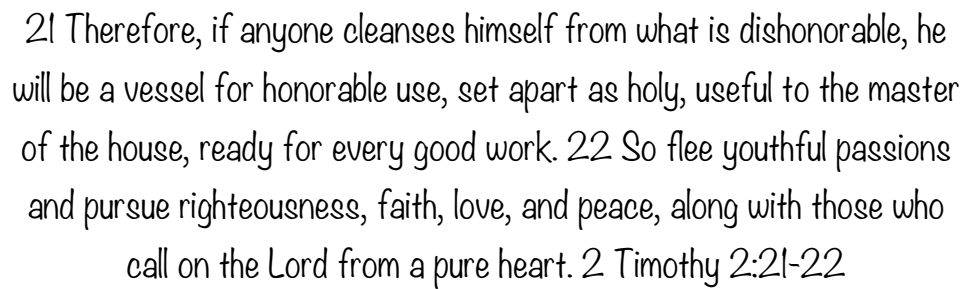 21 Therefore, if anyone cleanses himself from what is dishonorable, he
will be a vessel for honorable use, set apart as holy, useful to the master
of the house, ready for every good work. 22 So flee youthful passions
and pursue righteousness, faith, love, and peace, along with those who
call on the Lord from a pure heart. 2 Timothy 2:21-22